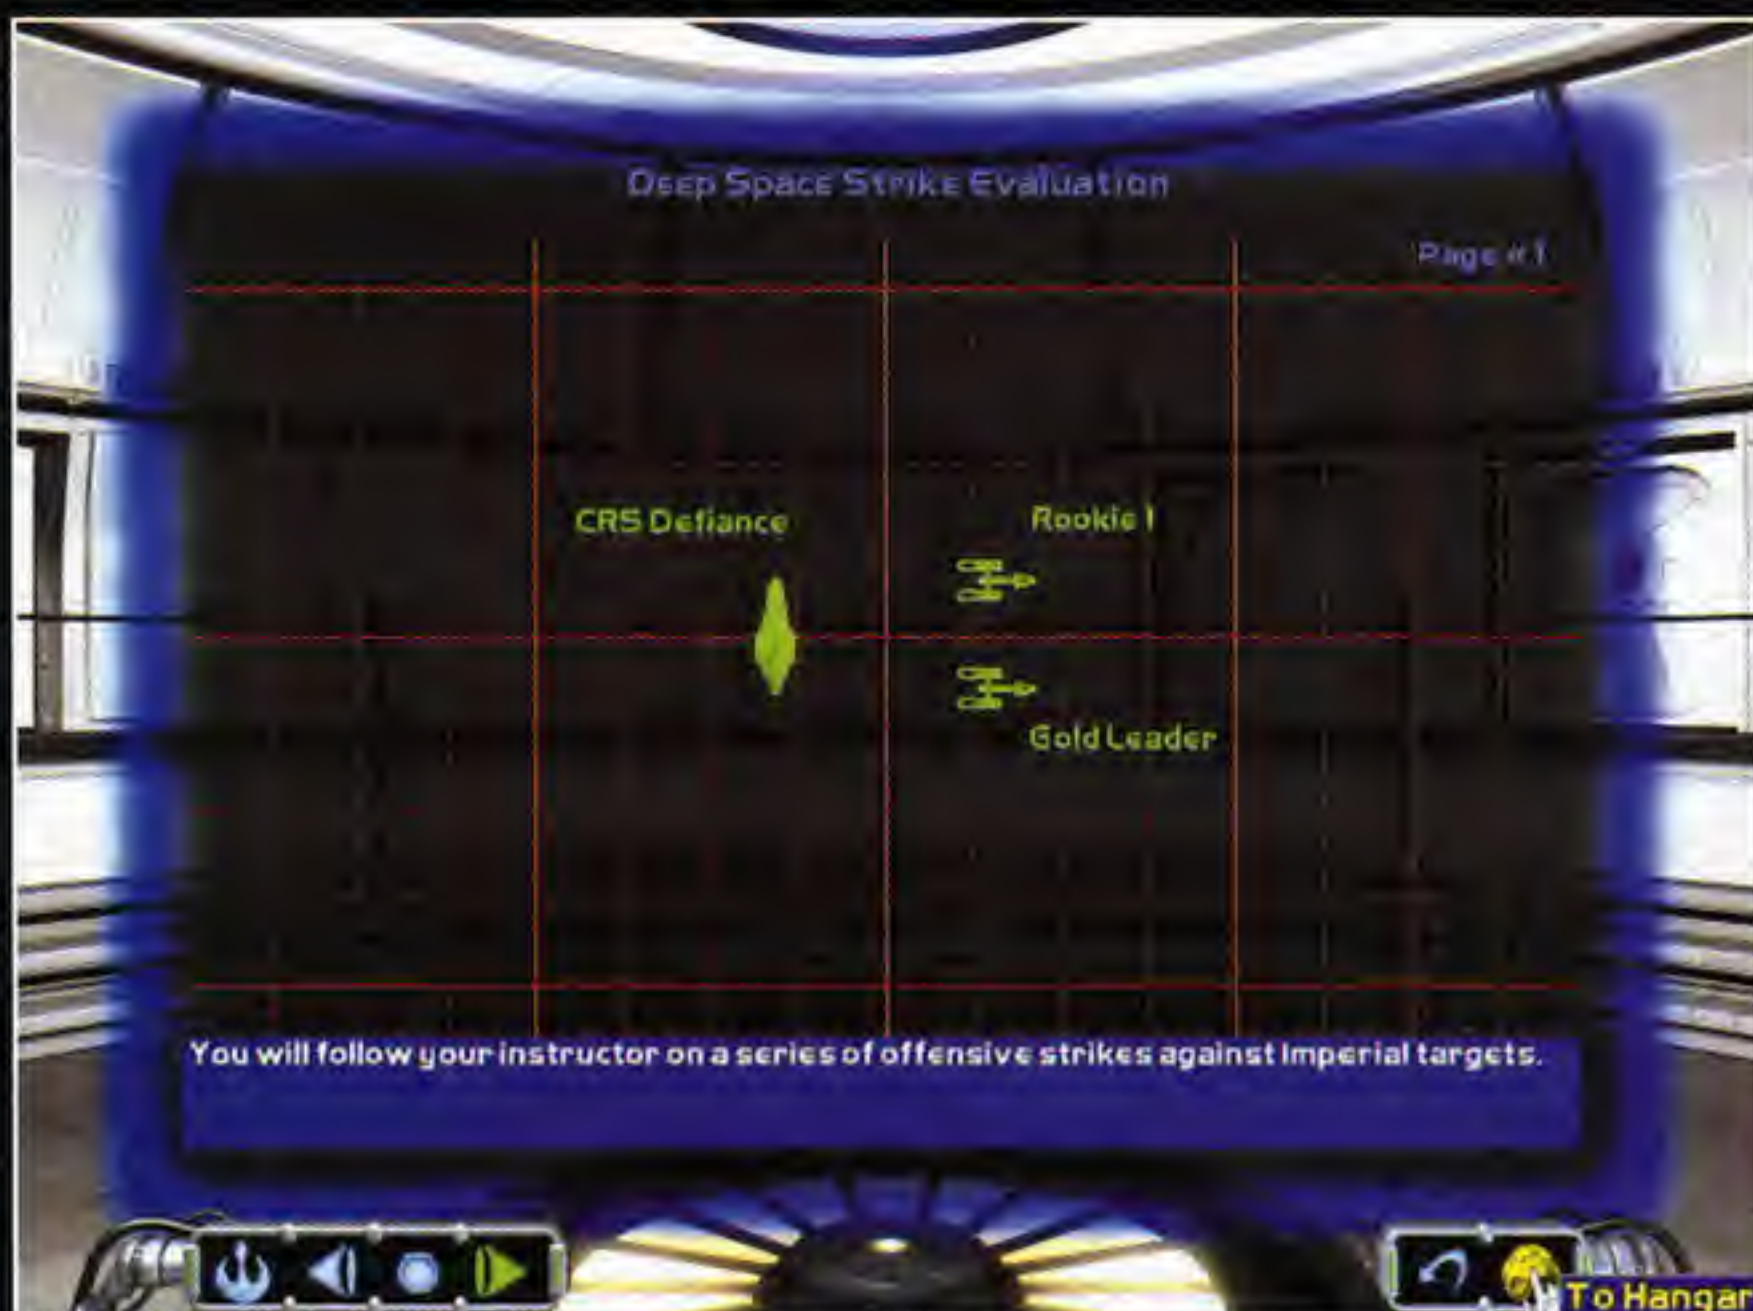 Deep Space Strike Evaluation
Page #1
CRS Defiance
Rookie 1
Gold Leader
You will follow your instructor on a series of offensive strikes against Imperial targets.
To Hangar